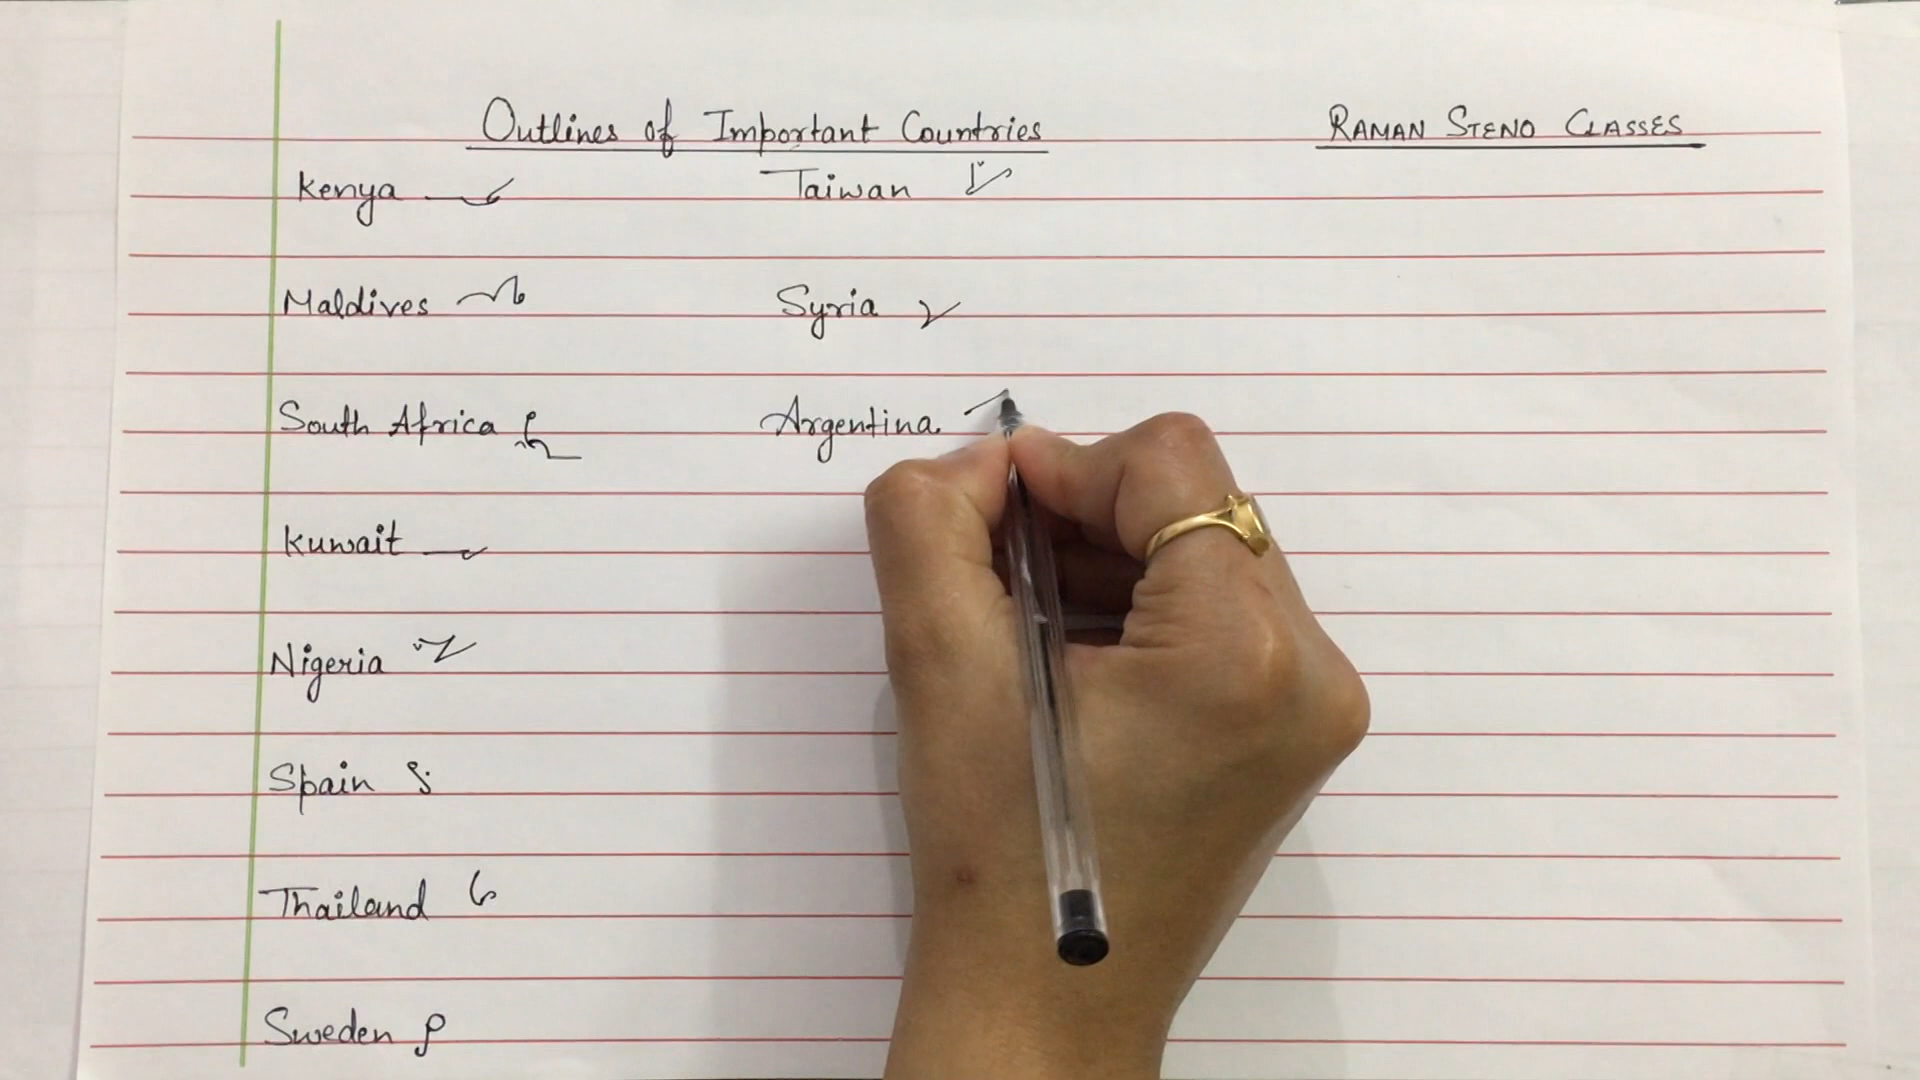 Outlines of Important Countries
RAMAN STENO CLASSES
Kenya
Taiwan
Maldives
Syria
South Africa
Argentina
Kuwait
Nigeria
Spain
Thailand
Sweden